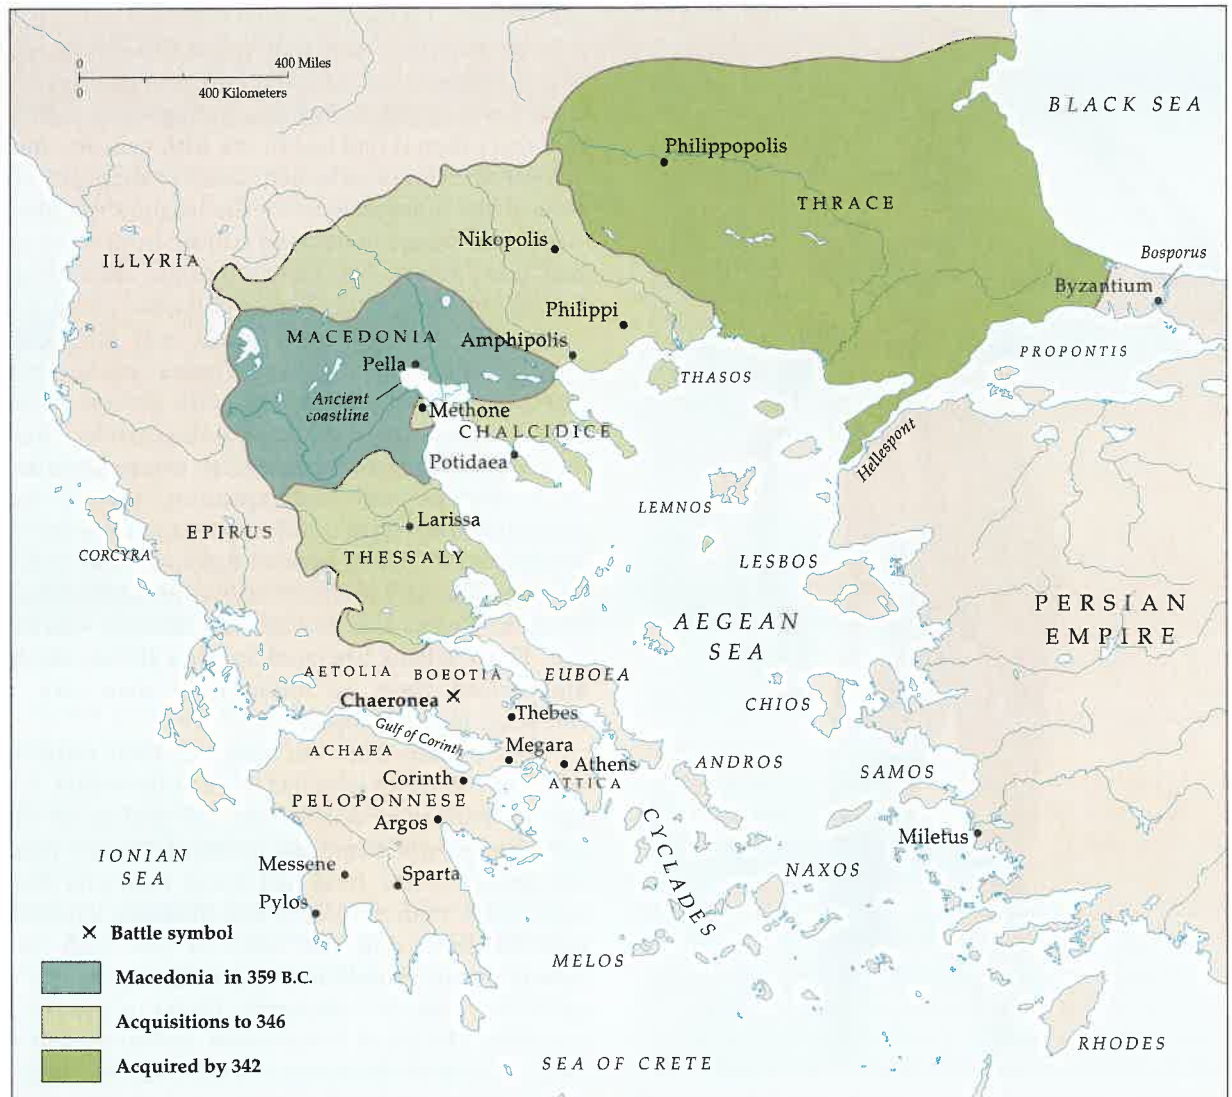 0
400 Miles
0
400 Kilometers
BLACK SEA
Philippopolis
THRACE
Nikopolis
ILLYRIA
Bosporus
Byzantium
Philippi
MACEDONIA
Amphipolis
PROPONTIS
Pella
THASOS
Ancient
coastline
Methone
CHALCIDICE
Hellespont
Potidaea
LEMNOS
Larissa
EPIRUS
CORCYRA
THESSALY
LESBOS
PERSIAN
EMPIRE
AEGEAN
SEA
AETOLIA
BOEOTIA
EUBOEA
Chaeronea
CHIOS
Thebes
Gulf of Corinth
ACHAEA
Megara
Athens
ANDROS
SAMOS
Corinth
ATTICA
PELOPONNESE
Argos
CYCLADES
Miletus
IONIAN
SEA
Messene
Sparta
NAXOS
Pylos
Battle symbol
MELOS
Macedonia in 359 B.C.
Acquisitions to 346
RHODES
Acquired by 342
SEA OF CRETE